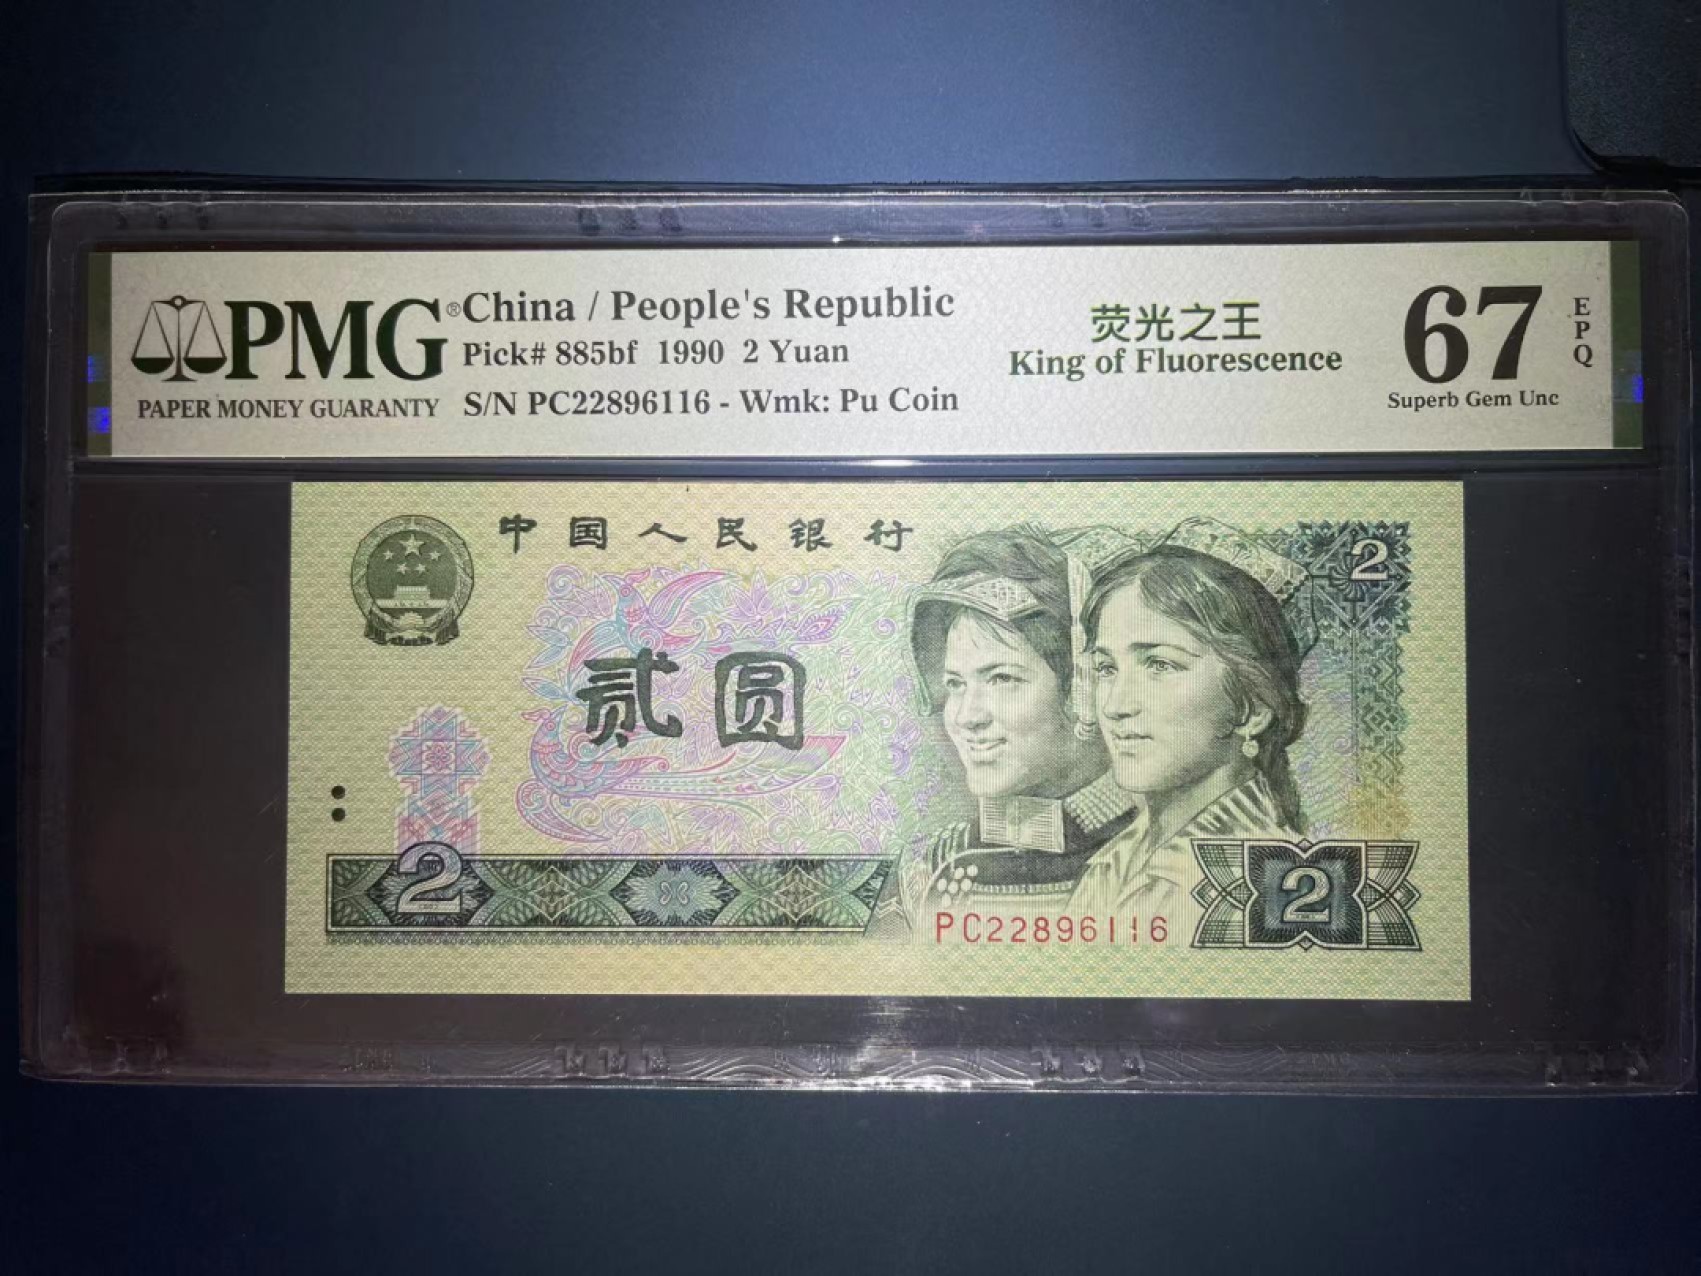 PMG® China / People's Republic
Pick# 885bf 1990 2 Yuan
PAPER MONEY GUARANTY
S/N PC22896116 - Wmk: Pu Coin
荧光之王
King of Fluorescence
67
EPQ
Superb Gem Unc
中国人民银行
2
贰圆
2
PC22896116
2